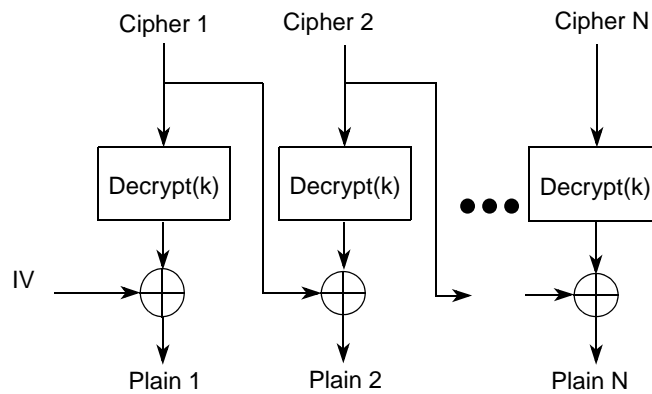 Cipher 1
Cipher 2
Cipher N
Decrypt(k)
Decrypt(k)
Decrypt(k)
IV
Plain 1
Plain 2
Plain N